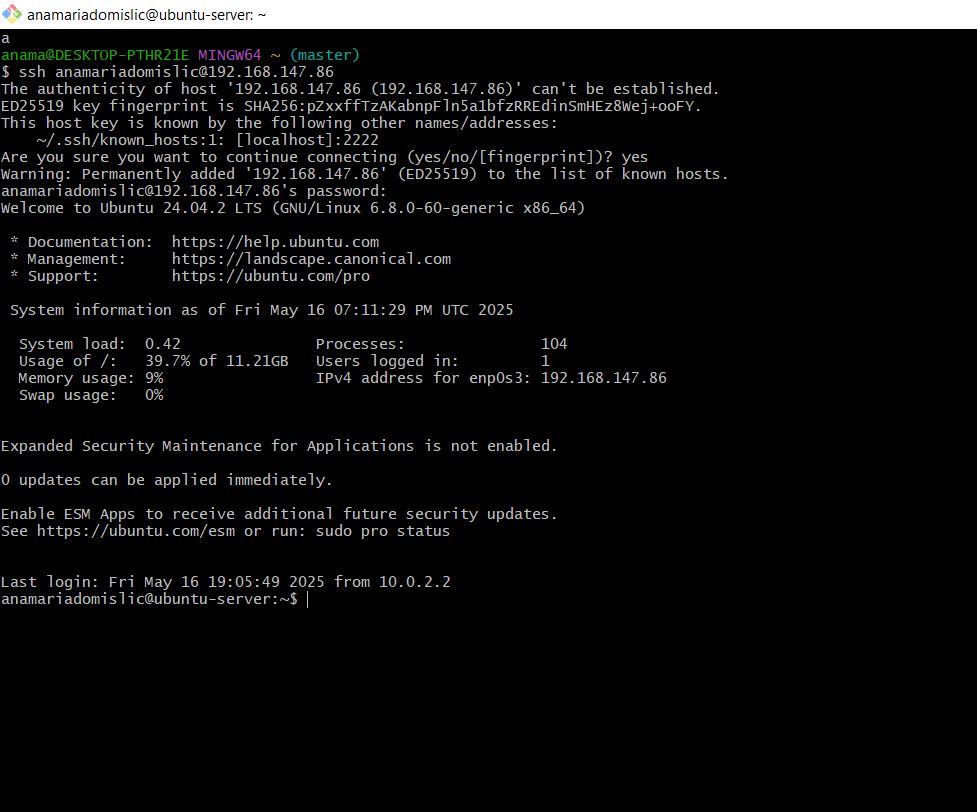 anamariadomislic@ubuntu-server: ~
a
anama@DESKTOP-PTHR21E MINGW64 ~ (master)
$ ssh anamariadomislic@192.168.147.86
The authenticity of host '192.168.147.86 (192.168.147.86)' can't be established.
ED25519 key fingerprint is SHA256:pZxxffTzAKabnpFln5a1bfzRREdinSmHEz8Wej+ooFY.
This host key is known by the following other names/addresses:
    ~/.ssh/known_hosts:1: [localhost]:2222
Are you sure you want to continue connecting (yes/no/[fingerprint])? yes
Warning: Permanently added '192.168.147.86' (ED25519) to the list of known hosts.
anamariadomislic@192.168.147.86's password:
Welcome to Ubuntu 24.04.2 LTS (GNU/Linux 6.8.0-60-generic x86_64)

 * Documentation:  https://help.ubuntu.com
 * Management:     https://landscape.canonical.com
 * Support:        https://ubuntu.com/pro

 System information as of Fri May 16 07:11:29 PM UTC 2025

  System load:  0.42               Processes:               104
  Usage of /:   39.7% of 11.21GB   Users logged in:         1
  Memory usage: 9%                 IPv4 address for enp0s3: 192.168.147.86
  Swap usage:   0%


Expanded Security Maintenance for Applications is not enabled.

0 updates can be applied immediately.

Enable ESM Apps to receive additional future security updates.
See https://ubuntu.com/esm or run: sudo pro status


Last login: Fri May 16 19:05:49 2025 from 10.0.2.2
anamariadomislic@ubuntu-server:~$